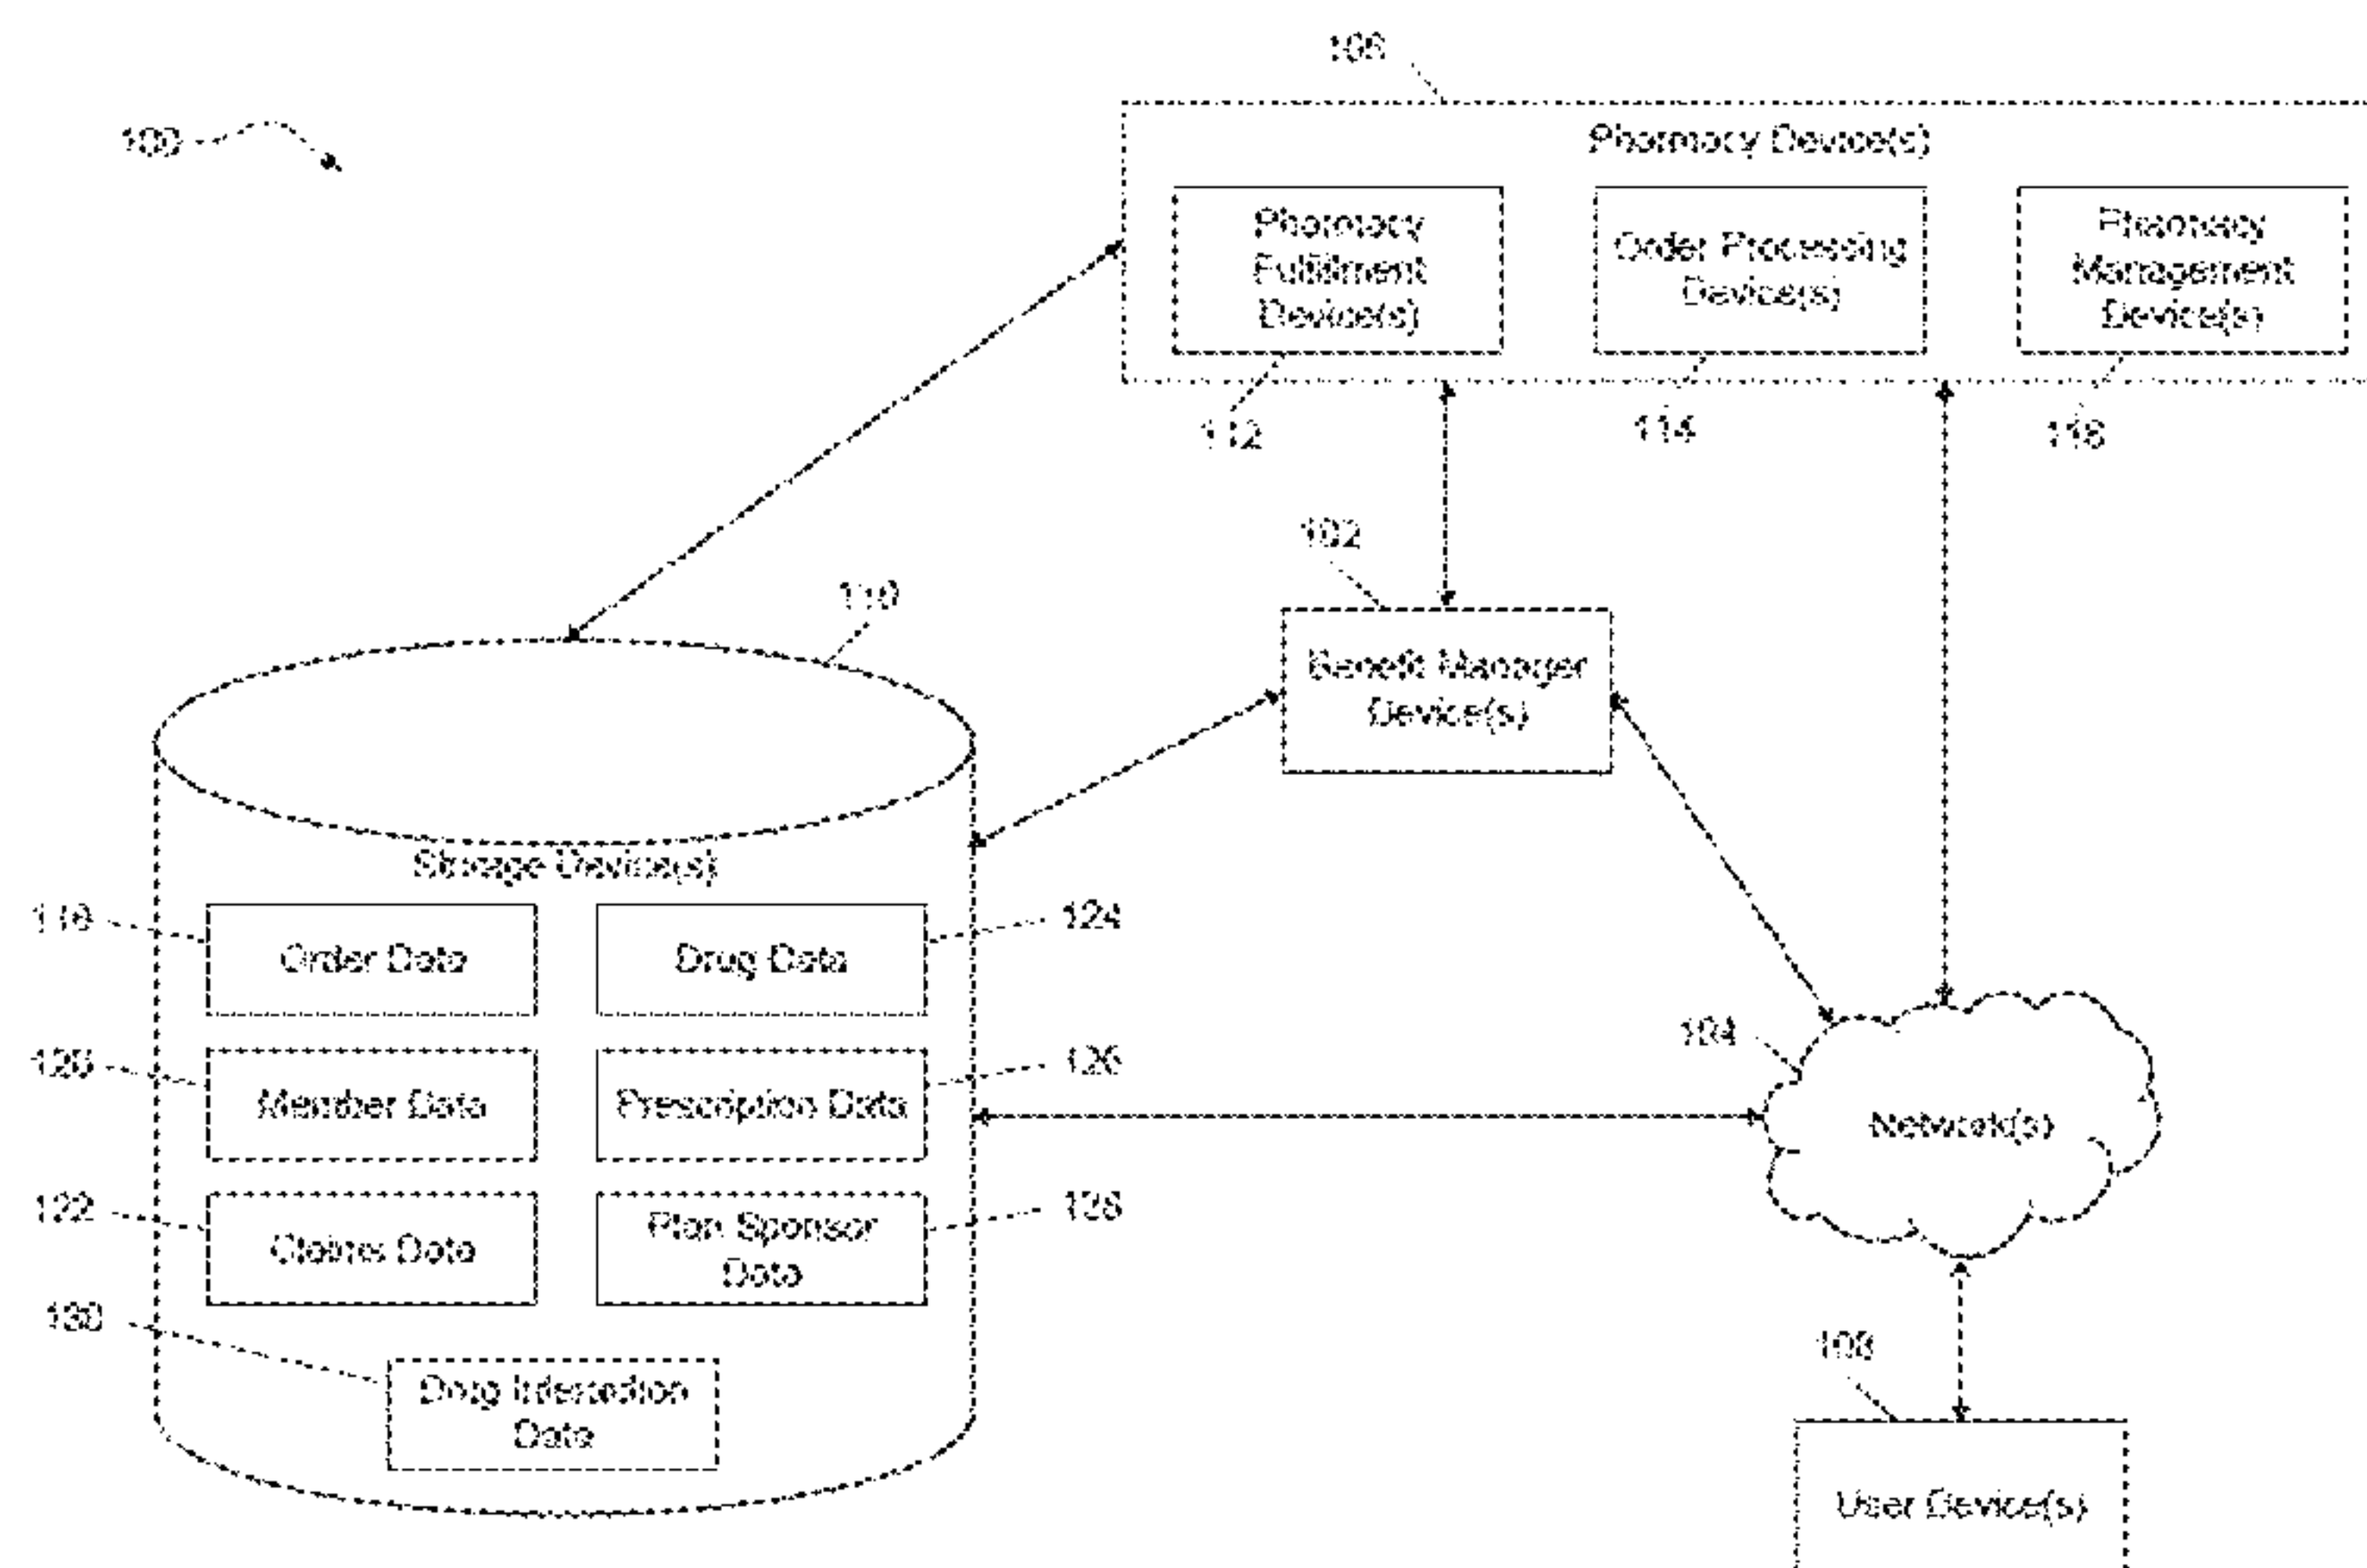 106
100
Pharmacy Device(s)
Pharmacy
Fulfillment
Device(s)
Order Processing
Device(s)
Pharmacy
Management
Device(s)
112
114
116
102
110
Benefit Manager
Device(s)
Storage Device(s)
118
Order Data
Drug Data
124
104
120
Member Data
Prescription Data
126
Network(s)
122
Claims Data
Plan Sponsor
Data
128
130
Drug Interaction
Data
108
User Device(s)